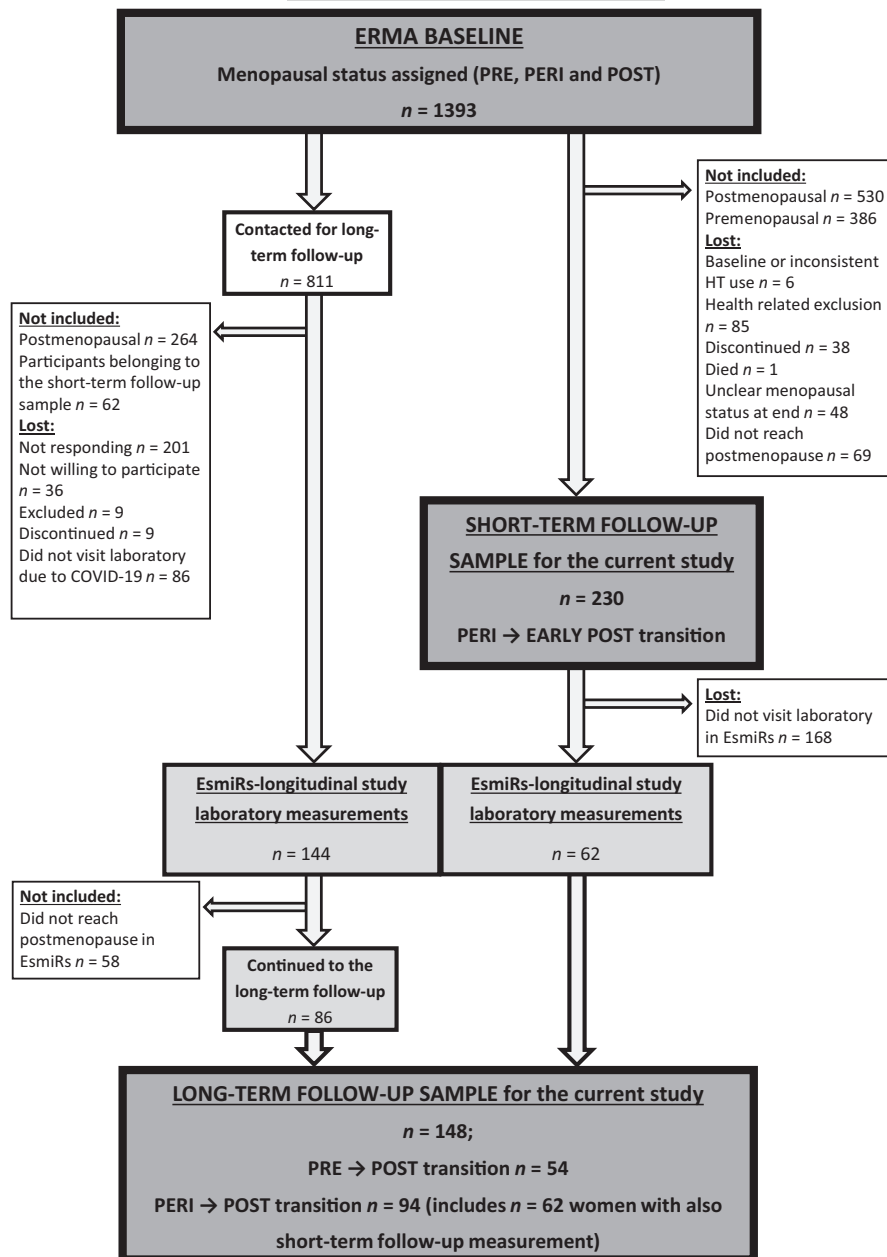 ERMA BASELINE
Menopausal status assigned (PRE, PERI and POST)
n = 1393
Not included:
Postmenopausal n = 530
Premenopausal n = 386
Lost:
Baseline or inconsistent
HT use n = 6
Health related exclusion
n = 85
Discontinued n = 38
Died n = 1
Unclear menopausal
status at end n = 48
Did not reach
postmenopause n = 69
Contacted for long-
term follow-up
n = 811
Not included:
Postmenopausal n = 264
Participants belonging to
the short-term follow-up
sample n = 62
Lost:
Not responding n = 201
Not willing to participate
n = 36
Excluded n = 9
Discontinued n = 9
Did not visit laboratory
due to COVID-19 n = 86
SHORT-TERM FOLLOW-UP
SAMPLE for the current study
n = 230
PERI → EARLY POST transition
Lost:
Did not visit laboratory
in EsmiRs n = 168
EsmiRs-longitudinal study
laboratory measurements
n = 144
EsmiRs-longitudinal study
laboratory measurements
n = 62
Not included:
Did not reach
postmenopause in
EsmiRs n = 58
Continued to the
long-term follow-up
n = 86
LONG-TERM FOLLOW-UP SAMPLE for the current study
n = 148;
PRE → POST transition n = 54
PERI → POST transition n = 94 (includes n = 62 women with also
short-term follow-up measurement)